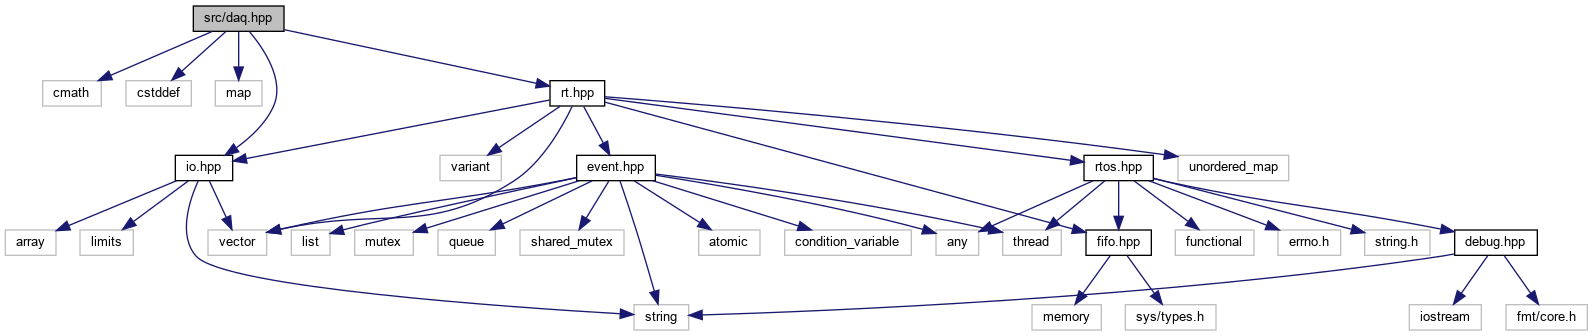 src/daq.hpp
cmath
cstddef
map
rt.hpp
io.hpp
variant
event.hpp
rtos.hpp
unordered_map
array
limits
vector
list
mutex
queue
shared_mutex
atomic
condition_variable
any
thread
fifo.hpp
functional
errno.h
string.h
debug.hpp
string
memory
sys/types.h
iostream
fmt/core.h